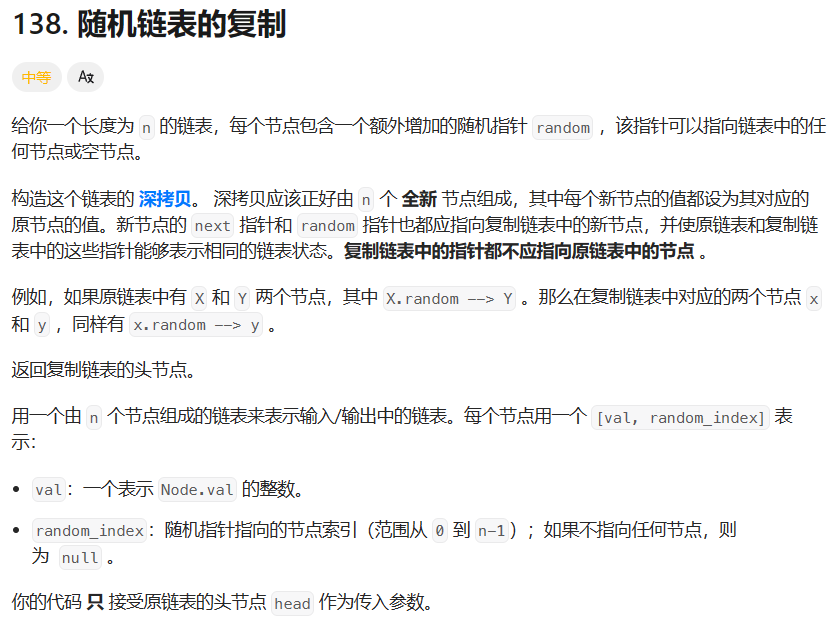 138. 随机链表的复制
中等
给你一个长度为 n 的链表，每个节点包含一个额外增加的随机指针 random ，该指针可以指向链表中的任
何节点或空节点。
构造这个链表的 深拷贝。 深拷贝应该正好由 n 个 全新 节点组成，其中每个新节点的值都设为其对应的
原节点的值。新节点的 next 指针和 random 指针也都应指向复制链表中的新节点，并使原链表和复制链
表中的这些指针能够表示相同的链表状态。复制链表中的指针都不应指向原链表中的节点 。
例如，如果原链表中有 X 和 Y 两个节点，其中 X.random --> Y 。那么在复制链表中对应的两个节点 x
和 y ，同样有 x.random --> y 。
返回复制链表的头节点。
用一个由 n 个节点组成的链表来表示输入/输出中的链表。每个节点用一个 [val, random_index] 表
示：
• val：一个表示 Node.val 的整数。
• random_index：随机指针指向的节点索引（范围从 0 到 n-1）；如果不指向任何节点，则
为 null 。
你的代码 只 接受原链表的头节点 head 作为传入参数。